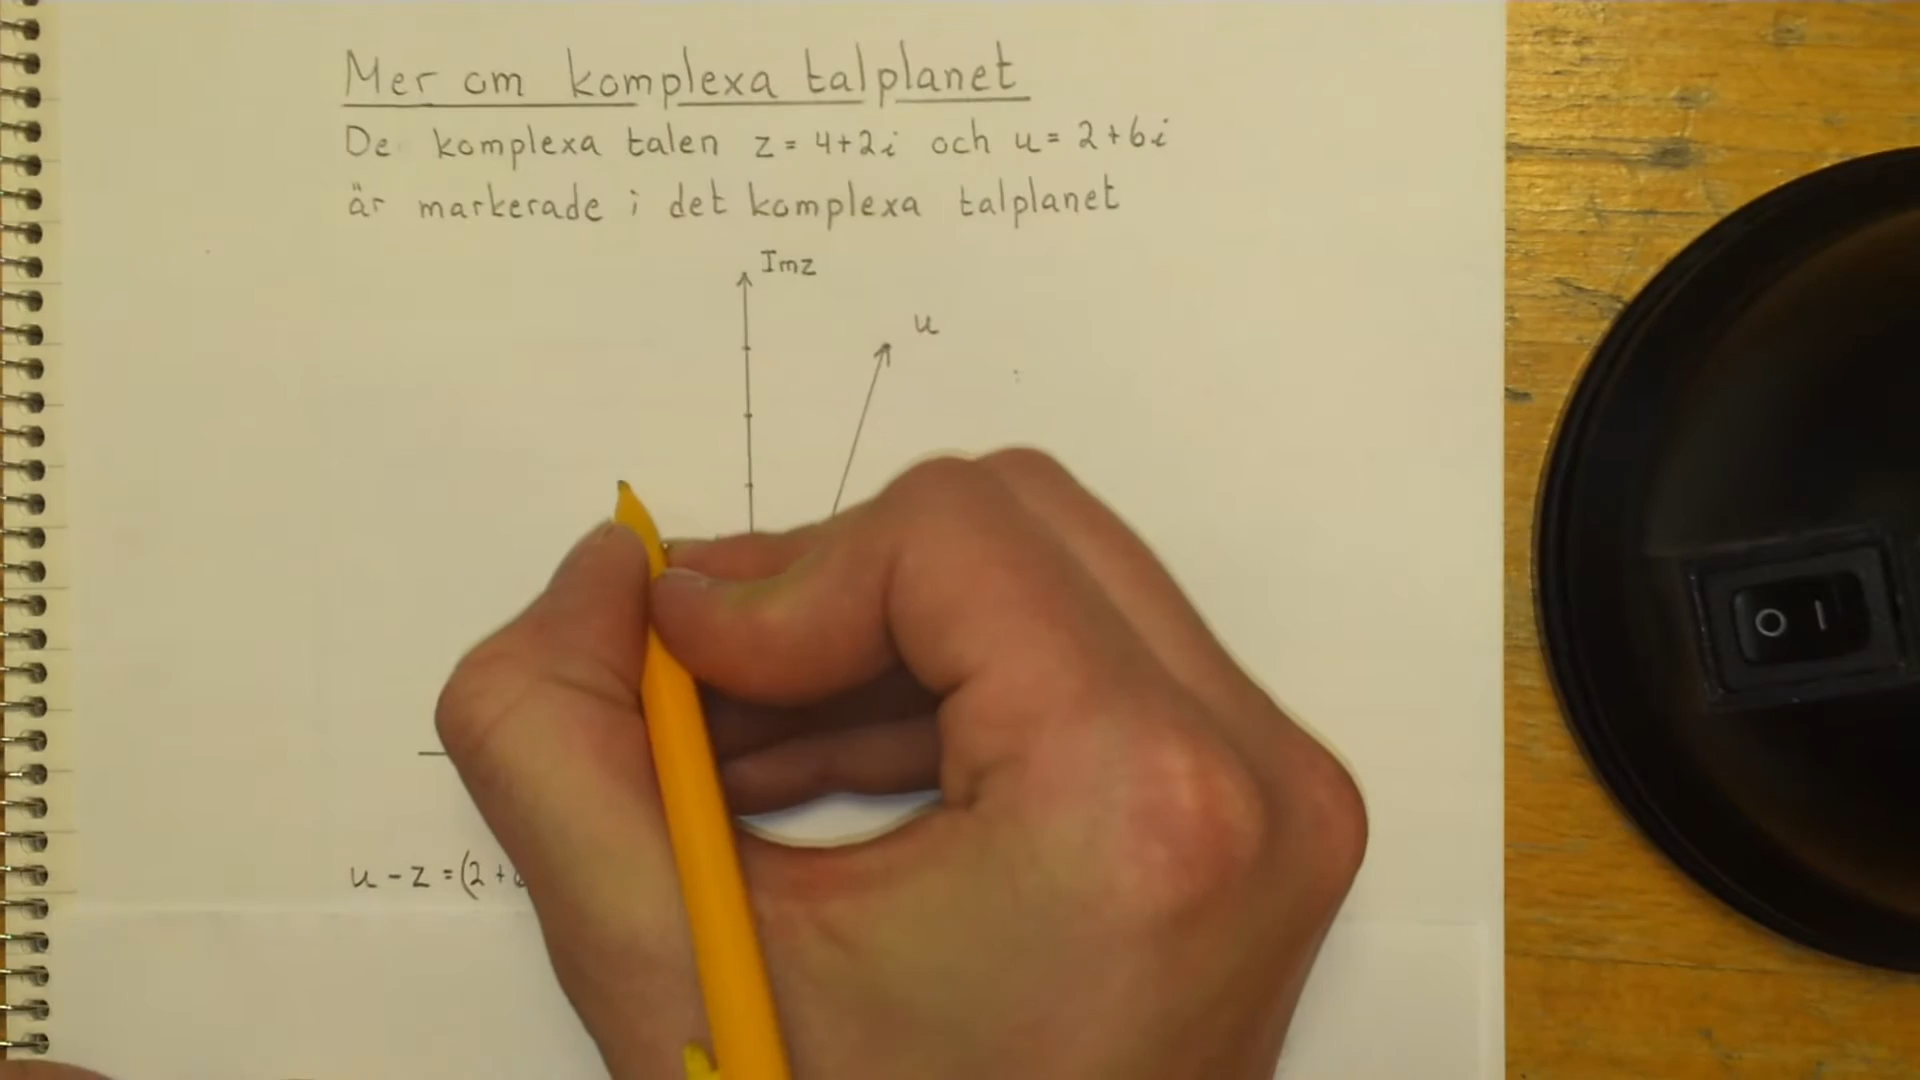 Mer om komplexa talplanet
De komplexa talen z = 4+2i och u = 2+6i
är markerade i det komplexa talplanet
Imz
u
u - z = (2 +
O I